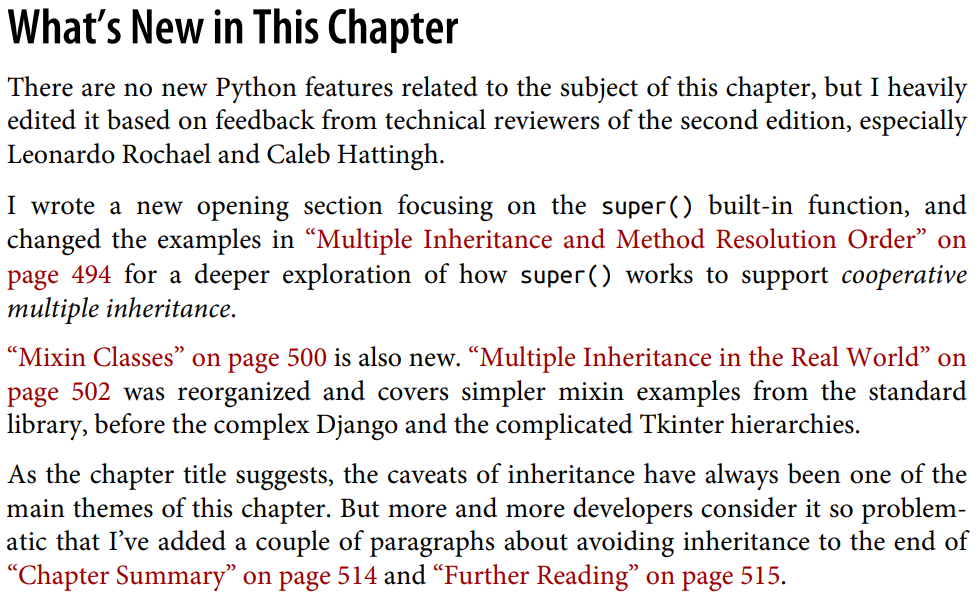 What’s New in This Chapter
There are no new Python features related to the subject of this chapter, but I heavily
edited it based on feedback from technical reviewers of the second edition, especially
Leonardo Rochael and Caleb Hattingh.
I wrote a new opening section focusing on the super() built-in function, and
changed the examples in “Multiple Inheritance and Method Resolution Order” on
page 494 for a deeper exploration of how super() works to support cooperative
multiple inheritance.
“Mixin Classes” on page 500 is also new. “Multiple Inheritance in the Real World” on
page 502 was reorganized and covers simpler mixin examples from the standard
library, before the complex Django and the complicated Tkinter hierarchies.
As the chapter title suggests, the caveats of inheritance have always been one of the
main themes of this chapter. But more and more developers consider it so problem-
atic that I’ve added a couple of paragraphs about avoiding inheritance to the end of
“Chapter Summary” on page 514 and “Further Reading” on page 515.